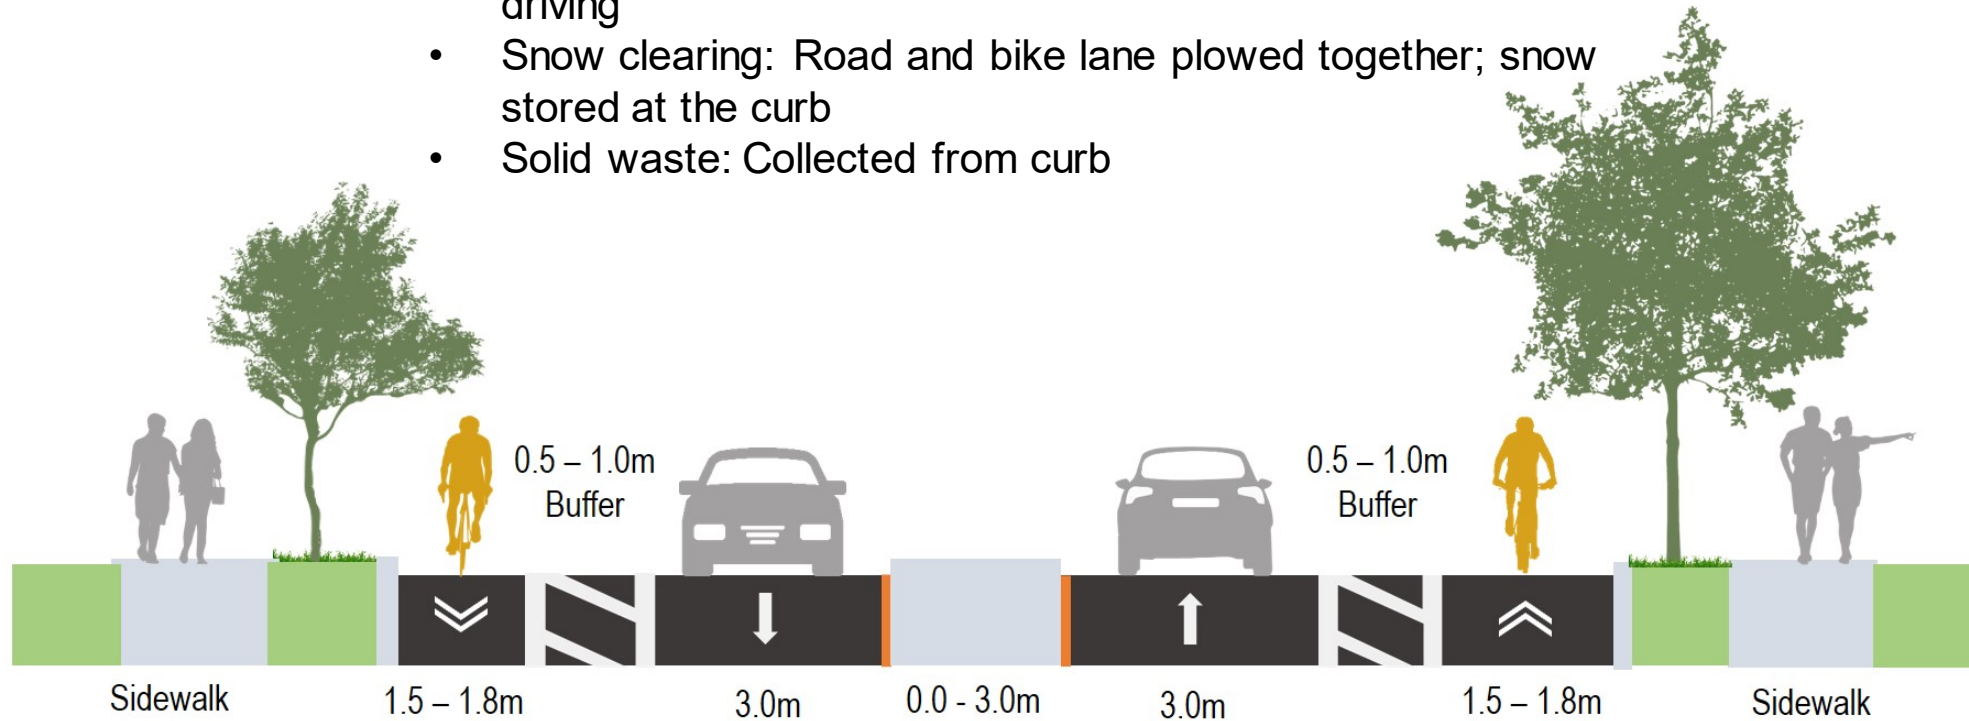 driving
• Snow clearing: Road and bike lane plowed together; snow
stored at the curb
• Solid waste: Collected from curb
0.5 – 1.0m
Buffer
0.5 – 1.0m
Buffer
Sidewalk
1.5 – 1.8m
3.0m
0.0 - 3.0m
3.0m
1.5 – 1.8m
Sidewalk